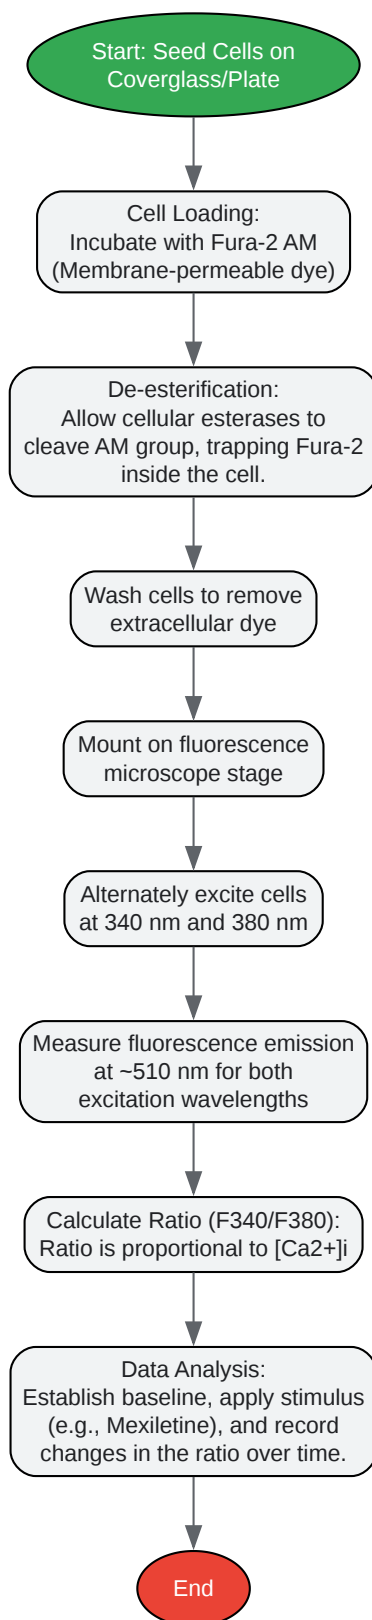 Start: Seed Cells on
Coverglass/Plate
Cell Loading:
Incubate with Fura-2 AM
(Membrane-permeable dye)
De-esterification:
Allow cellular esterases to
cleave AM group, trapping Fura-2
inside the cell.
Wash cells to remove
extracellular dye
Mount on fluorescence
microscope stage
Alternately excite cells
at 340 nm and 380 nm
Measure fluorescence emission
at ~510 nm for both
excitation wavelengths
Calculate Ratio (F340/F380):
Ratio is proportional to [Ca2+]i
Data Analysis:
Establish baseline, apply stimulus
(e.g., Mexiletine), and record
changes in the ratio over time.
End